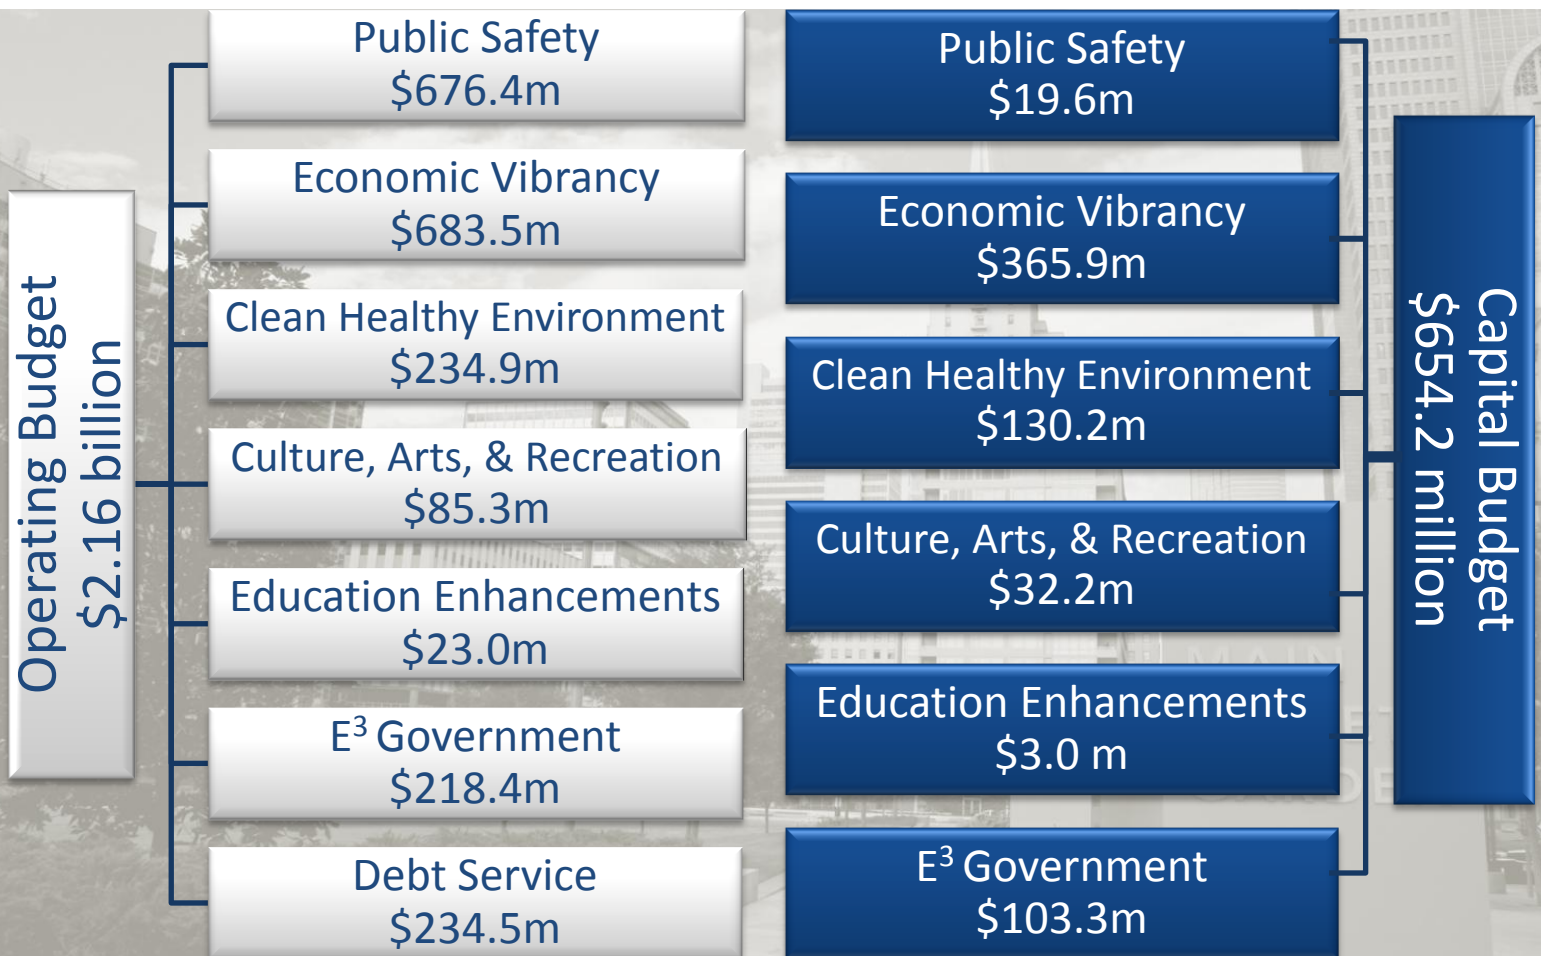 Operating Budget
$2.16 billion
Public Safety
$676.4m
Economic Vibrancy
$683.5m
Clean Healthy Environment
$234.9m
Culture, Arts, & Recreation
$85.3m
Education Enhancements
$23.0m
E³ Government
$218.4m
Debt Service
$234.5m
Public Safety
$19.6m
Economic Vibrancy
$365.9m
Clean Healthy Environment
$130.2m
Culture, Arts, & Recreation
$32.2m
Education Enhancements
$3.0 m
E³ Government
$103.3m
Capital Budget
$654.2 million
MAIN